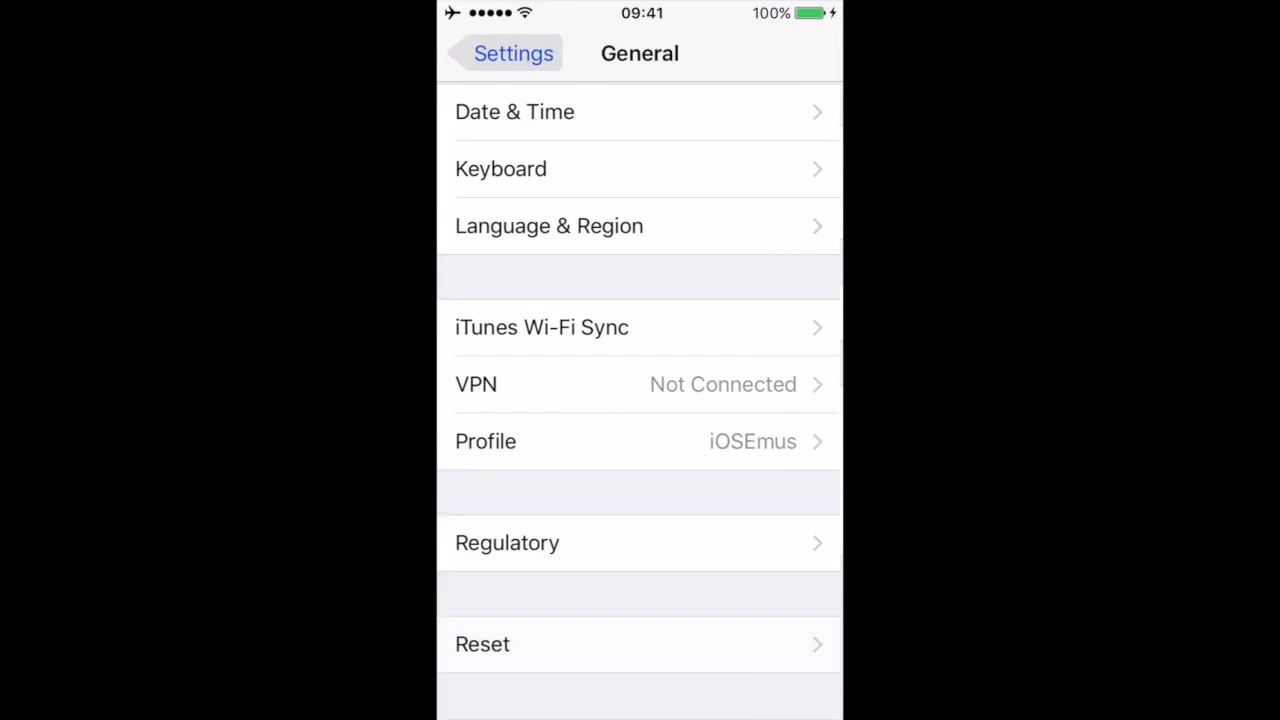 09:41 100%
Settings General
Date & Time
Keyboard
Language & Region
iTunes Wi-Fi Sync
VPN Not Connected
Profile iOSEmus
Regulatory
Reset